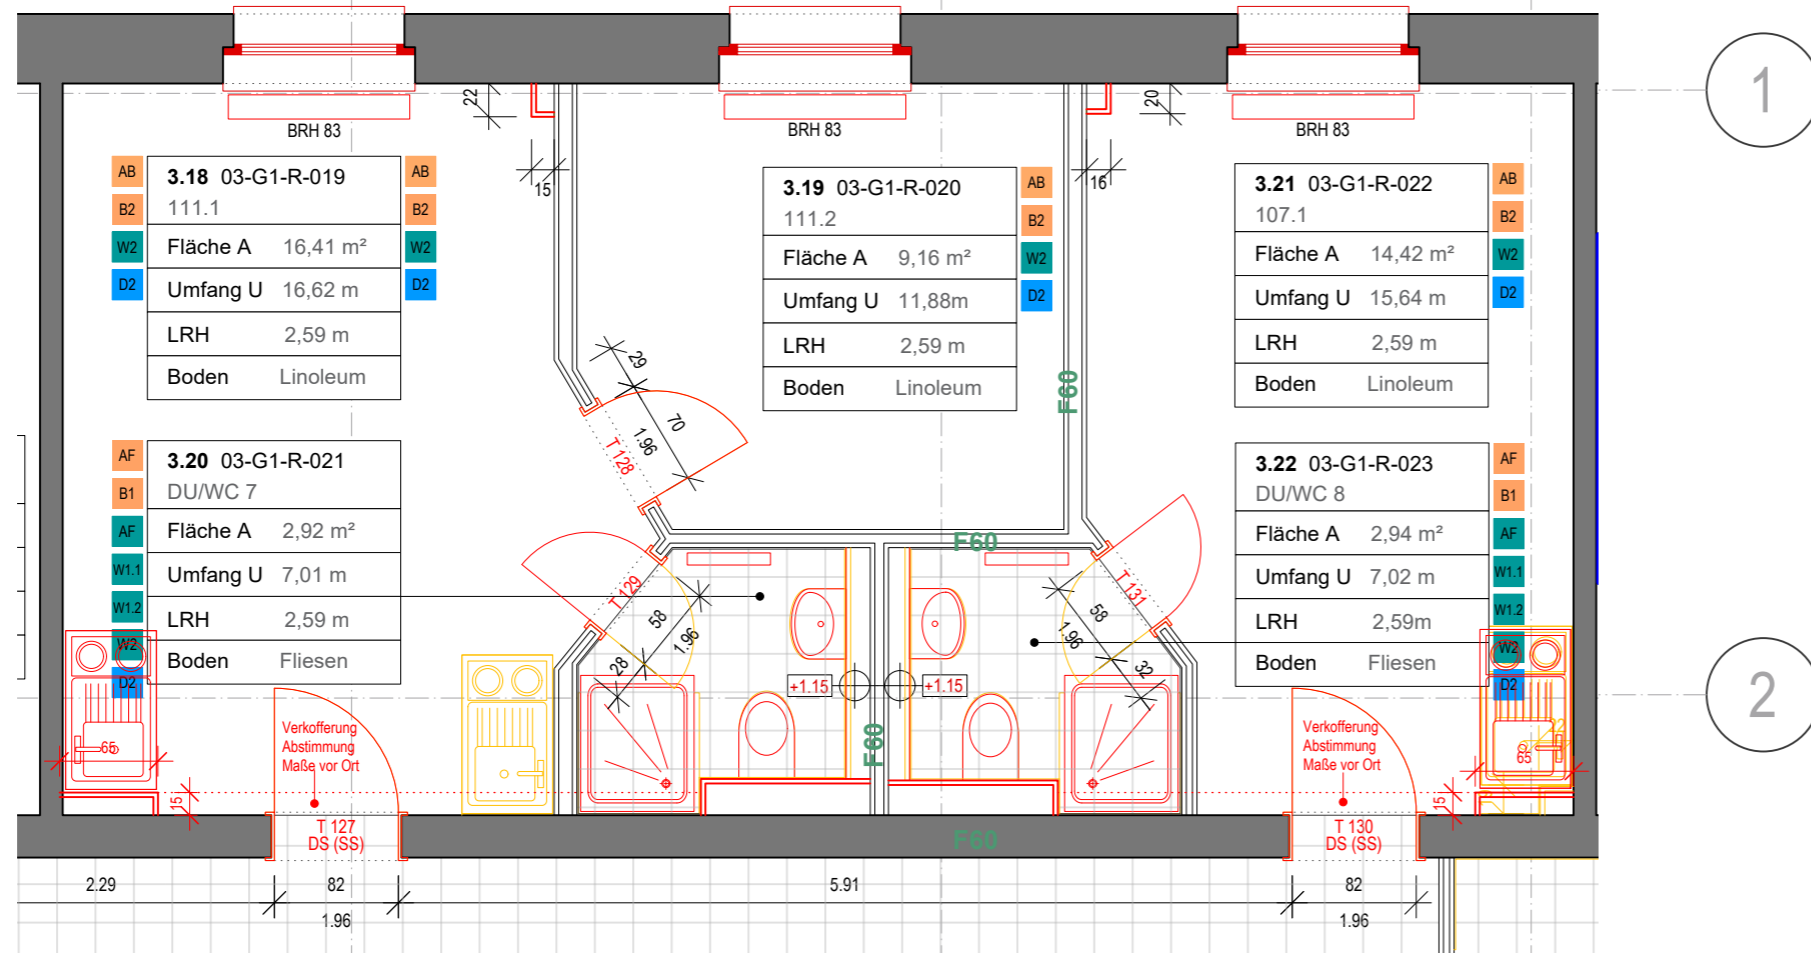 1
22
20
BRH 83
BRH 83
BRH 83
15
16
AB
B2
W2
D2
3.18 03-G1-R-019
111.1
Fläche A 16,41 m²
Umfang U 16,62 m
LRH 2,59 m
Boden Linoleum
AB
B2
W2
D2
3.19 03-G1-R-020
111.2
Fläche A 9,16 m²
Umfang U 11,88m
LRH 2,59 m
Boden Linoleum
AB
B2
W2
D2
3.21 03-G1-R-022
107.1
Fläche A 14,42 m²
Umfang U 15,64 m
LRH 2,59 m
Boden Linoleum
AB
B2
W2
D2
29
70
1.96
T 128
F60
AF
B1
AF
W1.1
W1.2
W2
D2
3.20 03-G1-R-021
DU/WC 7
Fläche A 2,92 m²
Umfang U 7,01 m
LRH 2,59 m
Boden Fliesen
3.22 03-G1-R-023
DU/WC 8
Fläche A 2,94 m²
Umfang U 7,02 m
LRH 2,59m
Boden Fliesen
AF
B1
AF
W1.1
W1.2
W2
D2
F60
T 129
58
1.96
28
T 131
58
1.96
32
+1.15
+1.15
2
F60
Verkofferung
Abstimmung
Maße vor Ort
Verkofferung
Abstimmung
Maße vor Ort
65
15
65
22
15
T 127
DS (SS)
F60
T 130
DS (SS)
2.29
82
1.96
5.91
82
1.96